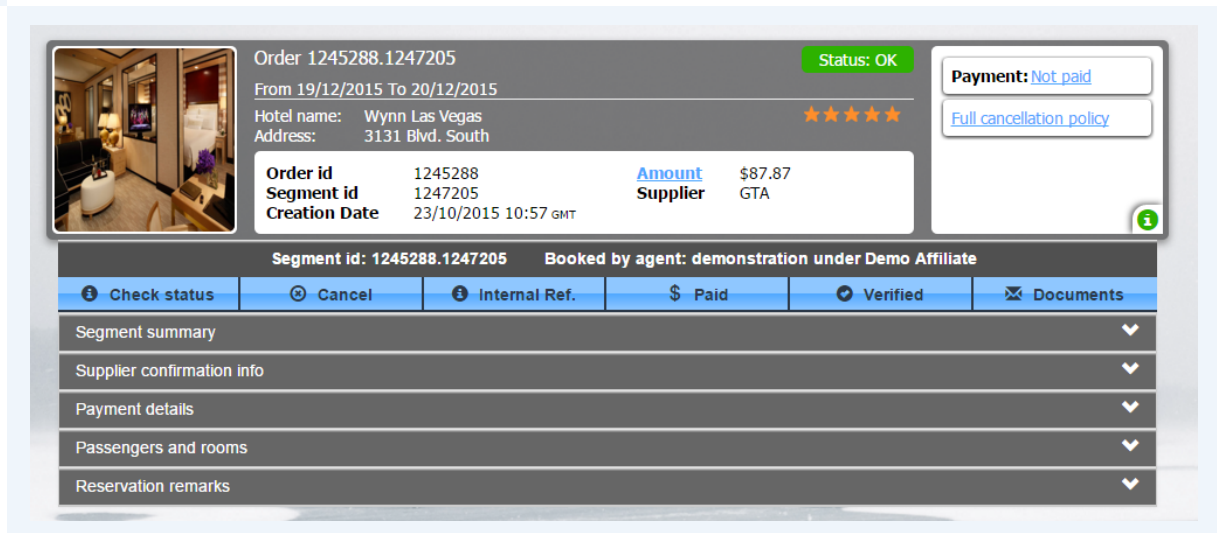 Order 1245288.1247205
Status: OK
From 19/12/2015 To 20/12/2015
Hotel name: Wynn Las Vegas
Address: 3131 Blvd. South
Order id 1245288 Amount $87.87
Segment id 1247205 Supplier GTA
Creation Date 23/10/2015 10:57 GMT
Payment: Not paid
Full cancellation policy
Segment id: 1245288.1247205 Booked by agent: demonstration under Demo Affiliate
Check status Cancel Internal Ref. $ Paid Verified Documents
Segment summary
Supplier confirmation info
Payment details
Passengers and rooms
Reservation remarks